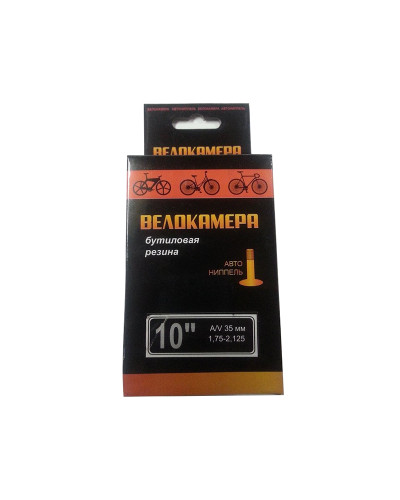 ВЕЛОКАМЕРА
ВЕЛОКАМЕРА
бутиловая
резина
АВТО
НИППЕЛЬ
10"
A/V 35 мм
1,75-2,125